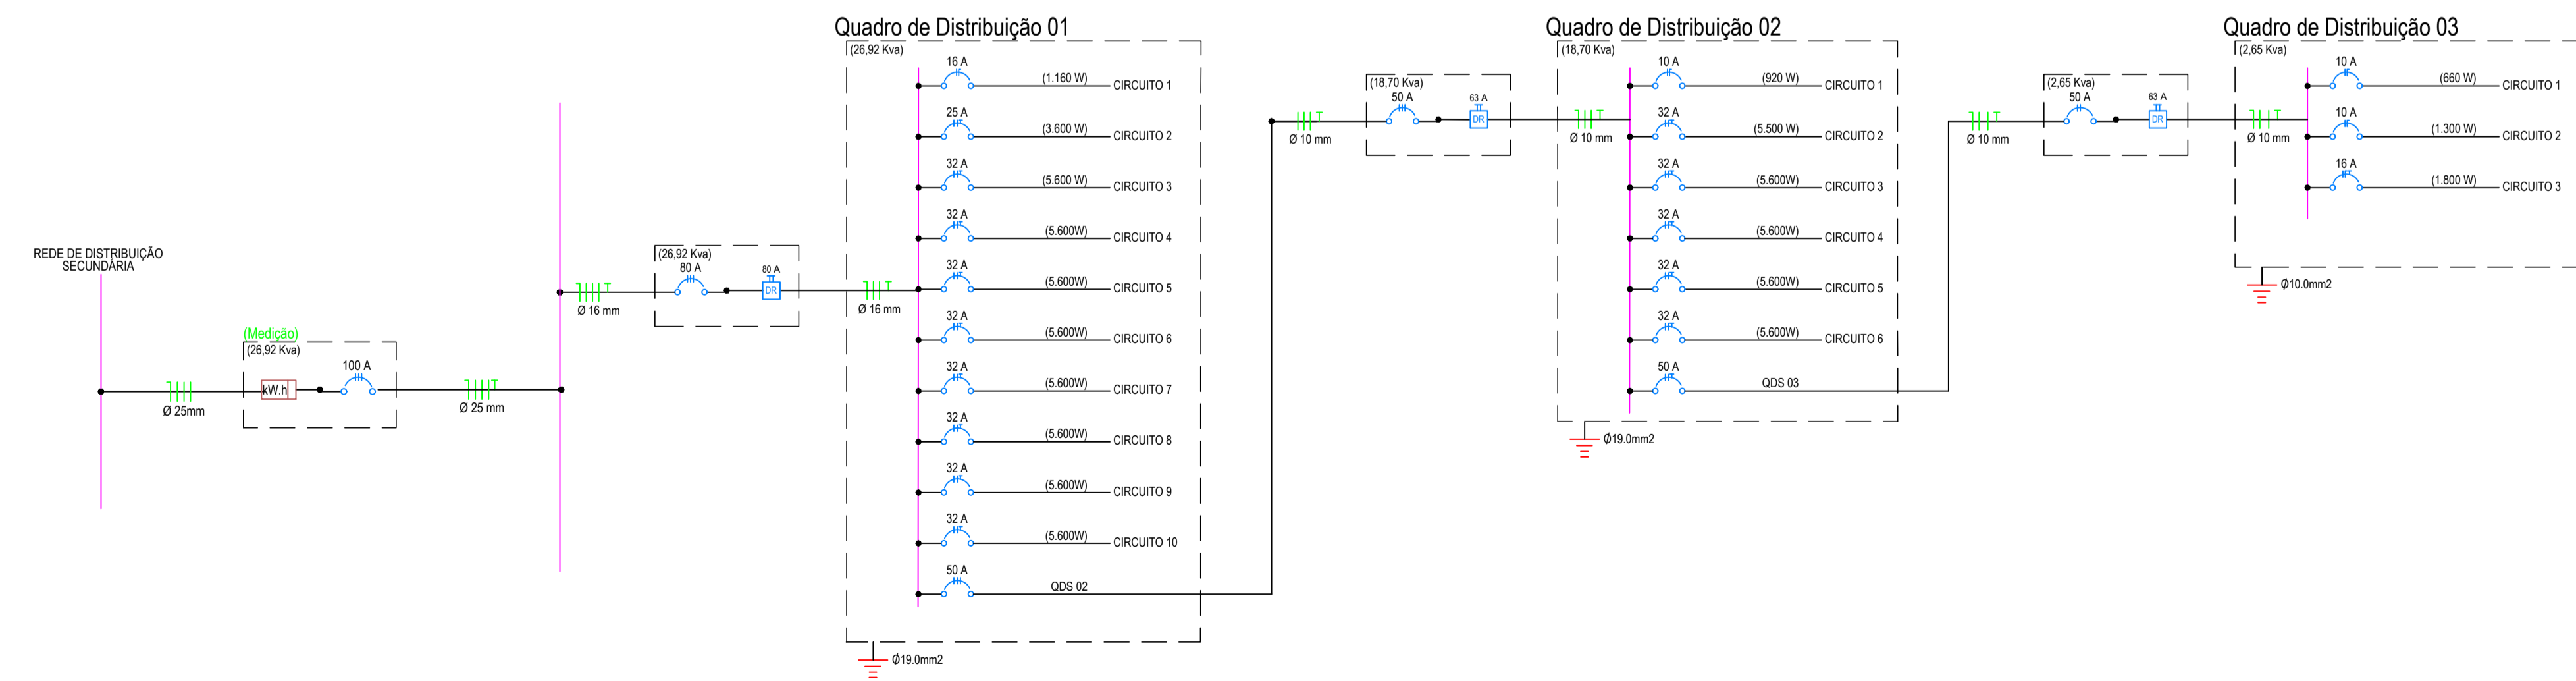 REDE DE DISTRIBUIÇÃO
SECUNDÁRIA
Ø 25mm
(Medição)
(26,92 Kva)
kW.h
100 A
Ø 25 mm
Ø 16 mm
(26,92 Kva)
80 A
80 A
DR
Ø 16 mm
Quadro de Distribuição 01
(26,92 Kva)
16 A
(1.160 W)
CIRCUITO 1
25 A
(3.600 W)
CIRCUITO 2
32 A
(5.600 W)
CIRCUITO 3
32 A
(5.600W)
CIRCUITO 4
32 A
(5.600W)
CIRCUITO 5
32 A
(5.600W)
CIRCUITO 6
32 A
(5.600W)
CIRCUITO 7
32 A
(5.600W)
CIRCUITO 8
32 A
(5.600W)
CIRCUITO 9
32 A
(5.600W)
CIRCUITO 10
50 A
QDS 02
Ø19.0mm2
Ø 10 mm
(18,70 Kva)
50 A
63 A
DR
Ø 10 mm
Quadro de Distribuição 02
(18,70 Kva)
10 A
(920 W)
CIRCUITO 1
32 A
(5.500 W)
CIRCUITO 2
32 A
(5.600W)
CIRCUITO 3
32 A
(5.600W)
CIRCUITO 4
32 A
(5.600W)
CIRCUITO 5
32 A
(5.600W)
CIRCUITO 6
50 A
QDS 03
Ø19.0mm2
Ø 10 mm
(2,65 Kva)
50 A
63 A
DR
Ø 10 mm
Quadro de Distribuição 03
(2,65 Kva)
10 A
(660 W)
CIRCUITO 1
10 A
(1.300 W)
CIRCUITO 2
16 A
(1.800 W)
CIRCUITO 3
Ø10.0mm2